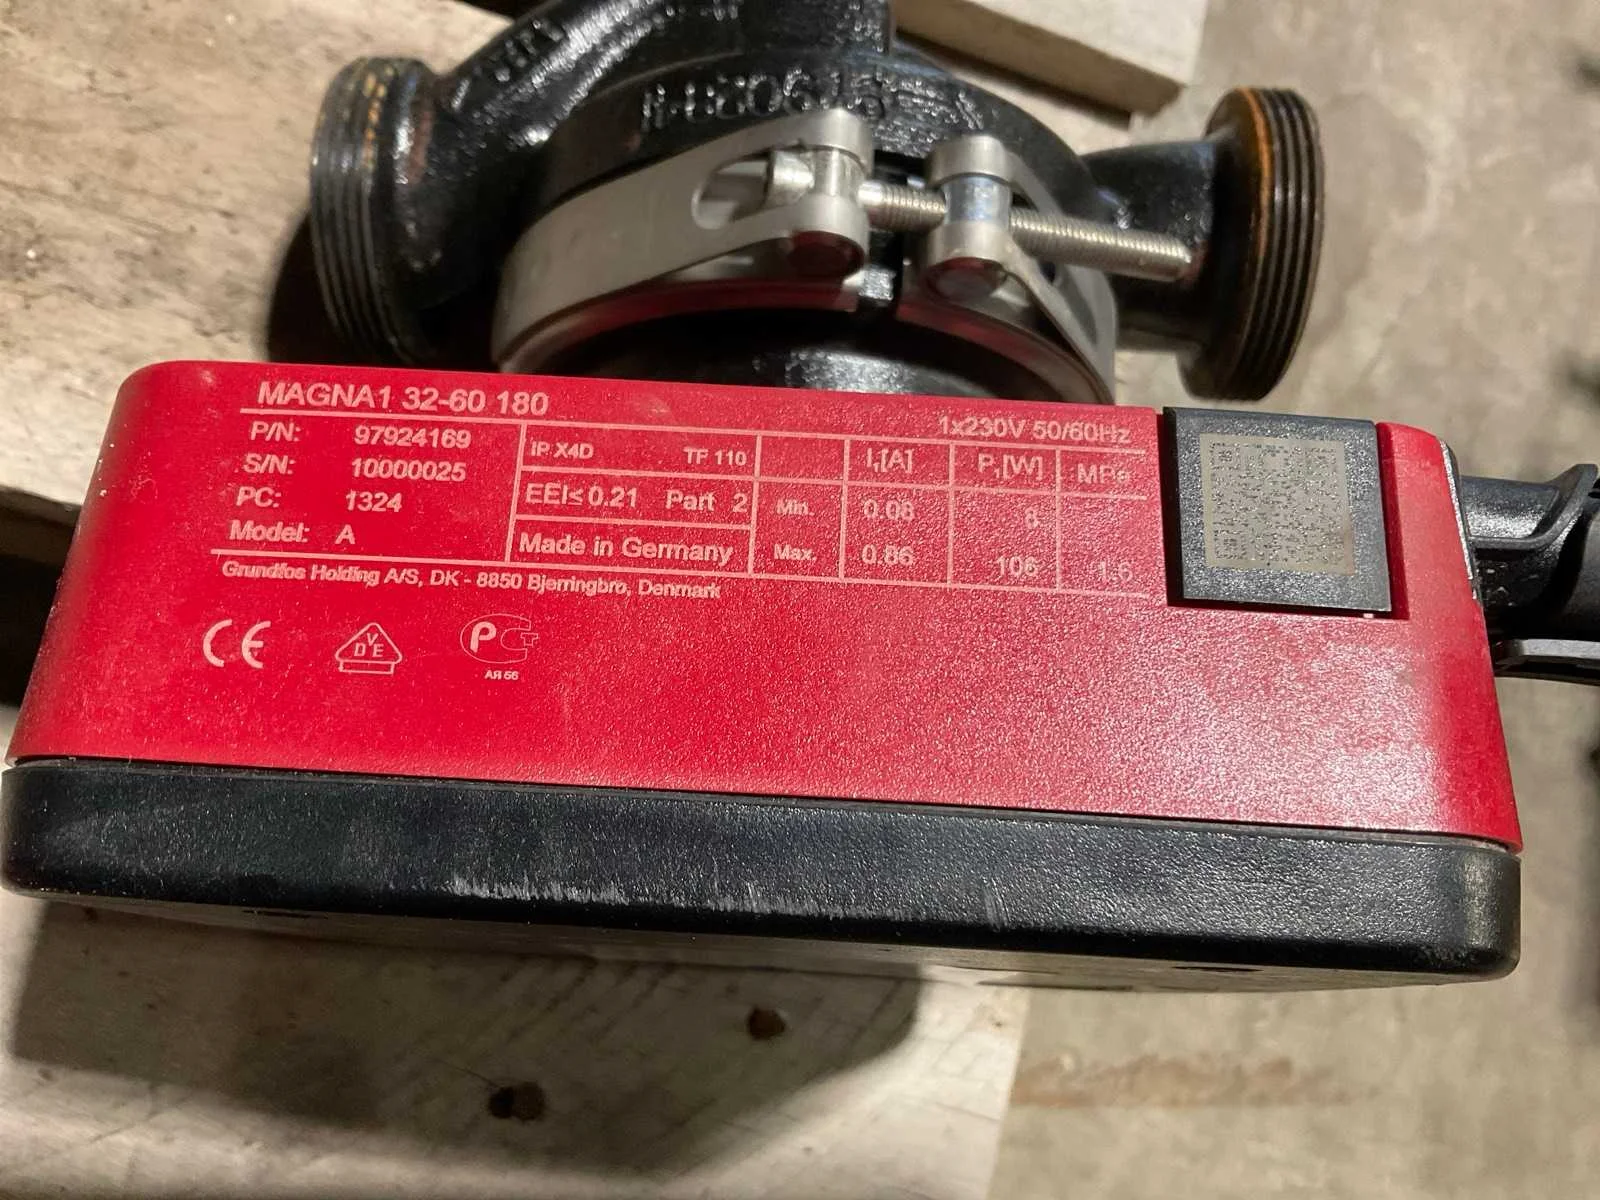 MAGNA1 32-60 180
1x230V 50/60Hz
P/N: 97924169
S/N: 10000025
PC: 1324
Model: A
IP X4D TF 110
EEI≤0.21 Part 2
Made in Germany
I₁[A] P₁[W] MPa
Min. 0.08 8
Max. 0.86 106 1.6
Grundfos Holding A/S, DK - 8850 Bjerringbro, Denmark
CE
VDE
PCT
АЯ56